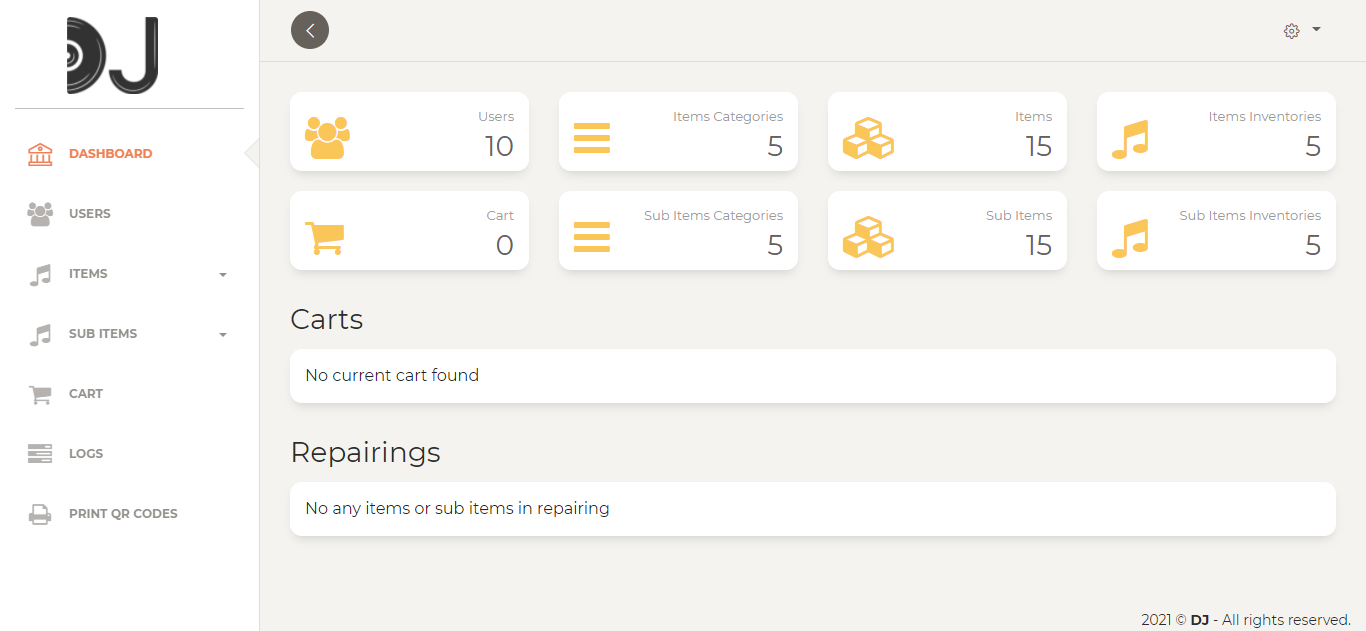 DJ
DASHBOARD
USERS
ITEMS
SUB ITEMS
CART
LOGS
PRINT QR CODES
Users
10
Items Categories
5
Items
15
Items Inventories
5
Cart
0
Sub Items Categories
5
Sub Items
15
Sub Items Inventories
5
Carts
No current cart found
Repairings
No any items or sub items in repairing
2021 © DJ - All rights reserved.